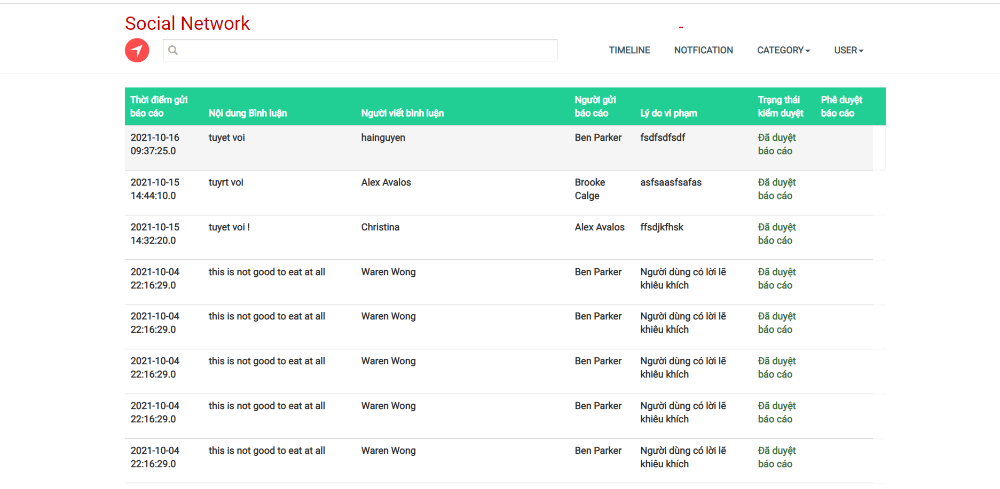 Social Network
-
TIMELINE NOTFICATION CATEGORY USER
Thời điểm gửi báo cáo Nội dung Bình luận Người viết bình luận Người gửi báo cáo Lý do vi phạm Trạng thái kiểm duyệt Phê duyệt báo cáo
2021-10-16 tuyet voi hainguyen Ben Parker fsdfsdfsdf Đã duyệt
09:37:25.0 báo cáo
2021-10-15 tuyrt voi Alex Avalos Brooke asfsaasfsafas Đã duyệt
14:44:10.0 Calge báo cáo
2021-10-15 tuyet voi ! Christina Alex Avalos ffsdjkfhsk Đã duyệt
14:32:20.0 báo cáo
2021-10-04 this is not good to eat at all Waren Wong Ben Parker Người dùng có lời lẽ Đã duyệt
22:16:29.0 khiêu khích báo cáo
2021-10-04 this is not good to eat at all Waren Wong Ben Parker Người dùng có lời lẽ Đã duyệt
22:16:29.0 khiêu khích báo cáo
2021-10-04 this is not good to eat at all Waren Wong Ben Parker Người dùng có lời lẽ Đã duyệt
22:16:29.0 khiêu khích báo cáo
2021-10-04 this is not good to eat at all Waren Wong Ben Parker Người dùng có lời lẽ Đã duyệt
22:16:29.0 khiêu khích báo cáo
2021-10-04 this is not good to eat at all Waren Wong Ben Parker Người dùng có lời lẽ Đã duyệt
22:16:29.0 khiêu khích báo cáo